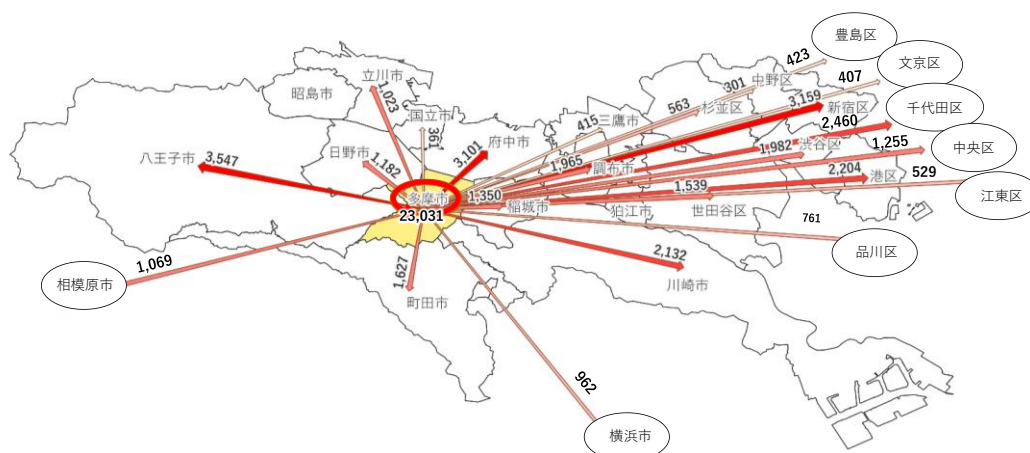 豊島区
423
文京区
407
立川市
中野区
301
昭島市
1,023
3,159
新宿区
千代田区
563
杉並区
国立市
361
三鷹市
415
2,460
府中市
3,101
1,255
中央区
1,982
渋谷区
八王子市
3,547
日野市
1,182
1,965
調布市
2,204
港区
529
江東区
多摩市
23,031
1,350
稲城市
1,539
狛江市
世田谷区
761
品川区
1,069
相模原市
1,627
町田市
2,132
川崎市
962
横浜市